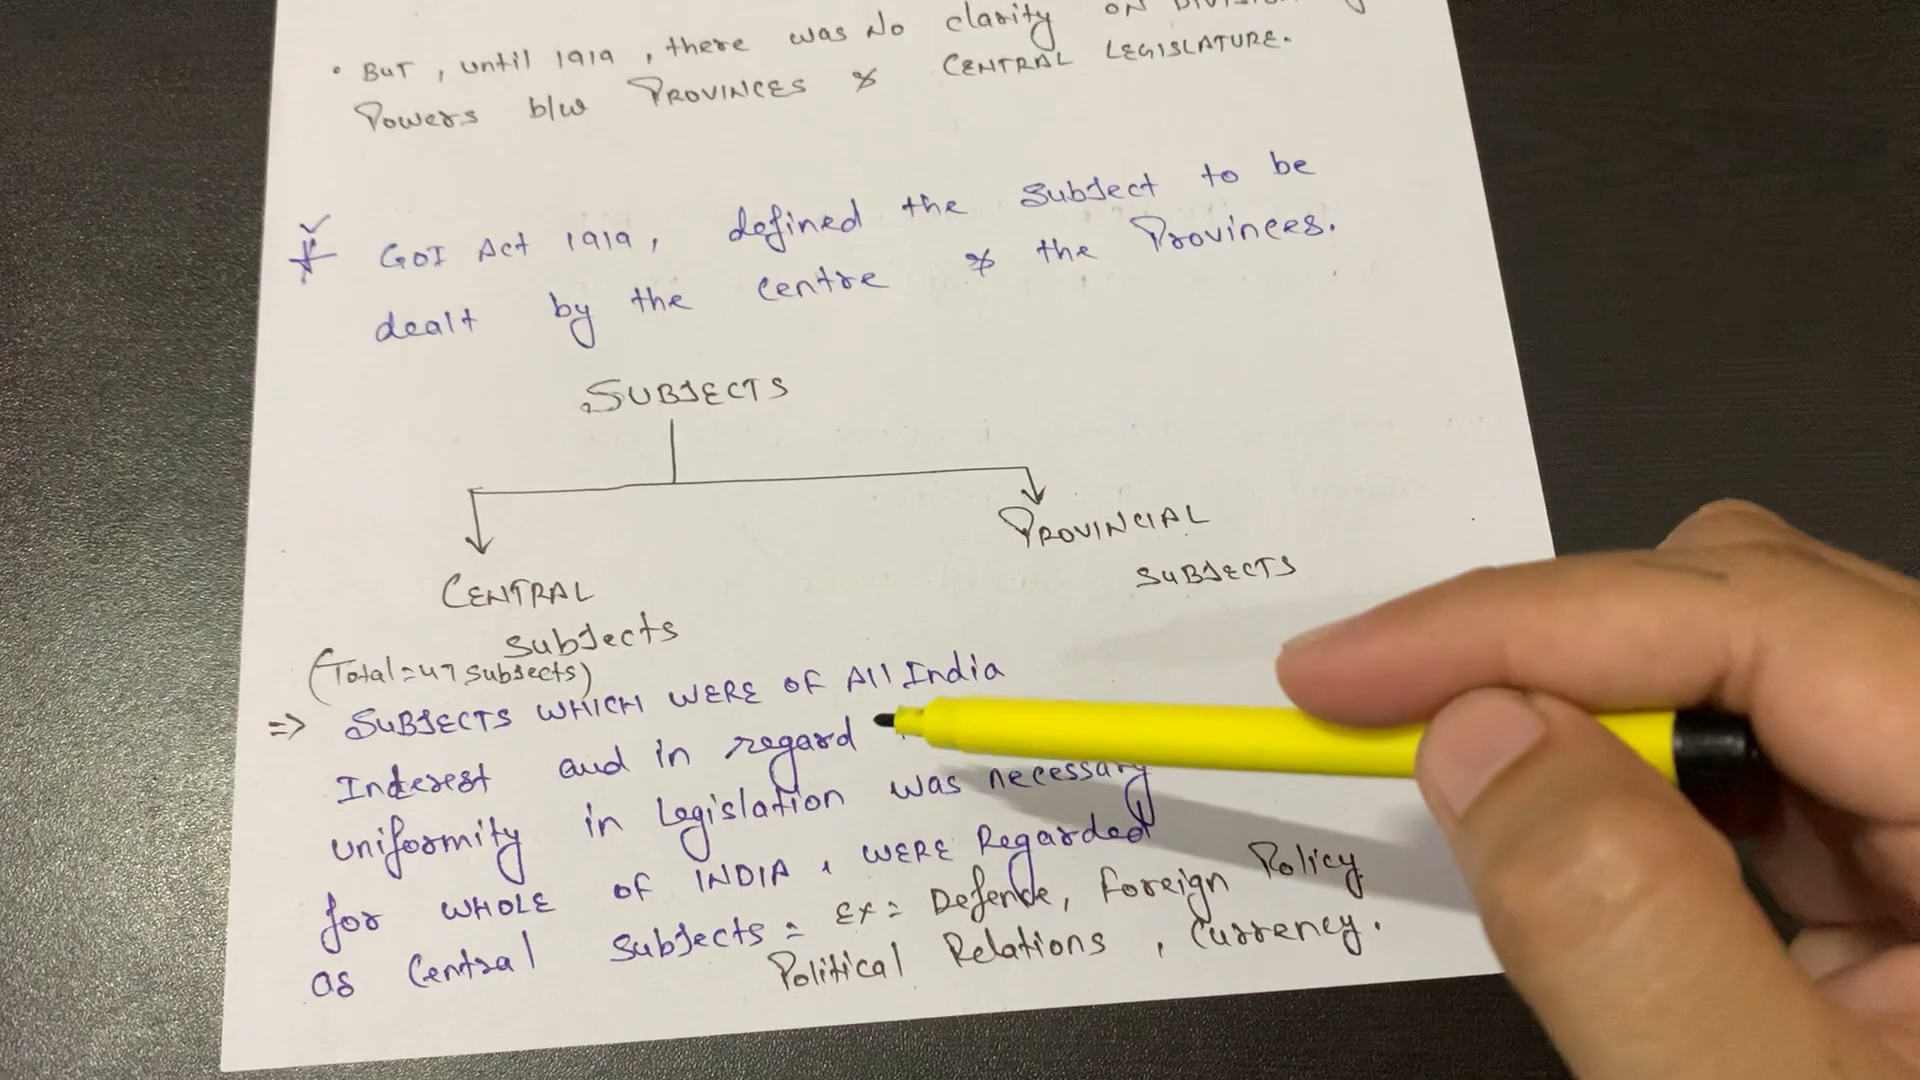 • BUT, until 1919, there was No clarity ON DIVISION
Powers b/w PROVINCES & CENTRAL LEGISLATURE.
GOI Act 1919, defined the Subject to be
dealt by the centre & the Provinces.
SUBJECTS
PROVINCIAL
SUBJECTS
CENTRAL
subjects
(Total=47 subjects)
=> SUBJECTS WHICH WERE OF All India
Interest and in regard
uniformity in legislation was necessary
for WHOLE OF INDIA, WERE Regarded
as Central subjects = Ex= Defence, Foreign Policy
Political Relations, Currency.